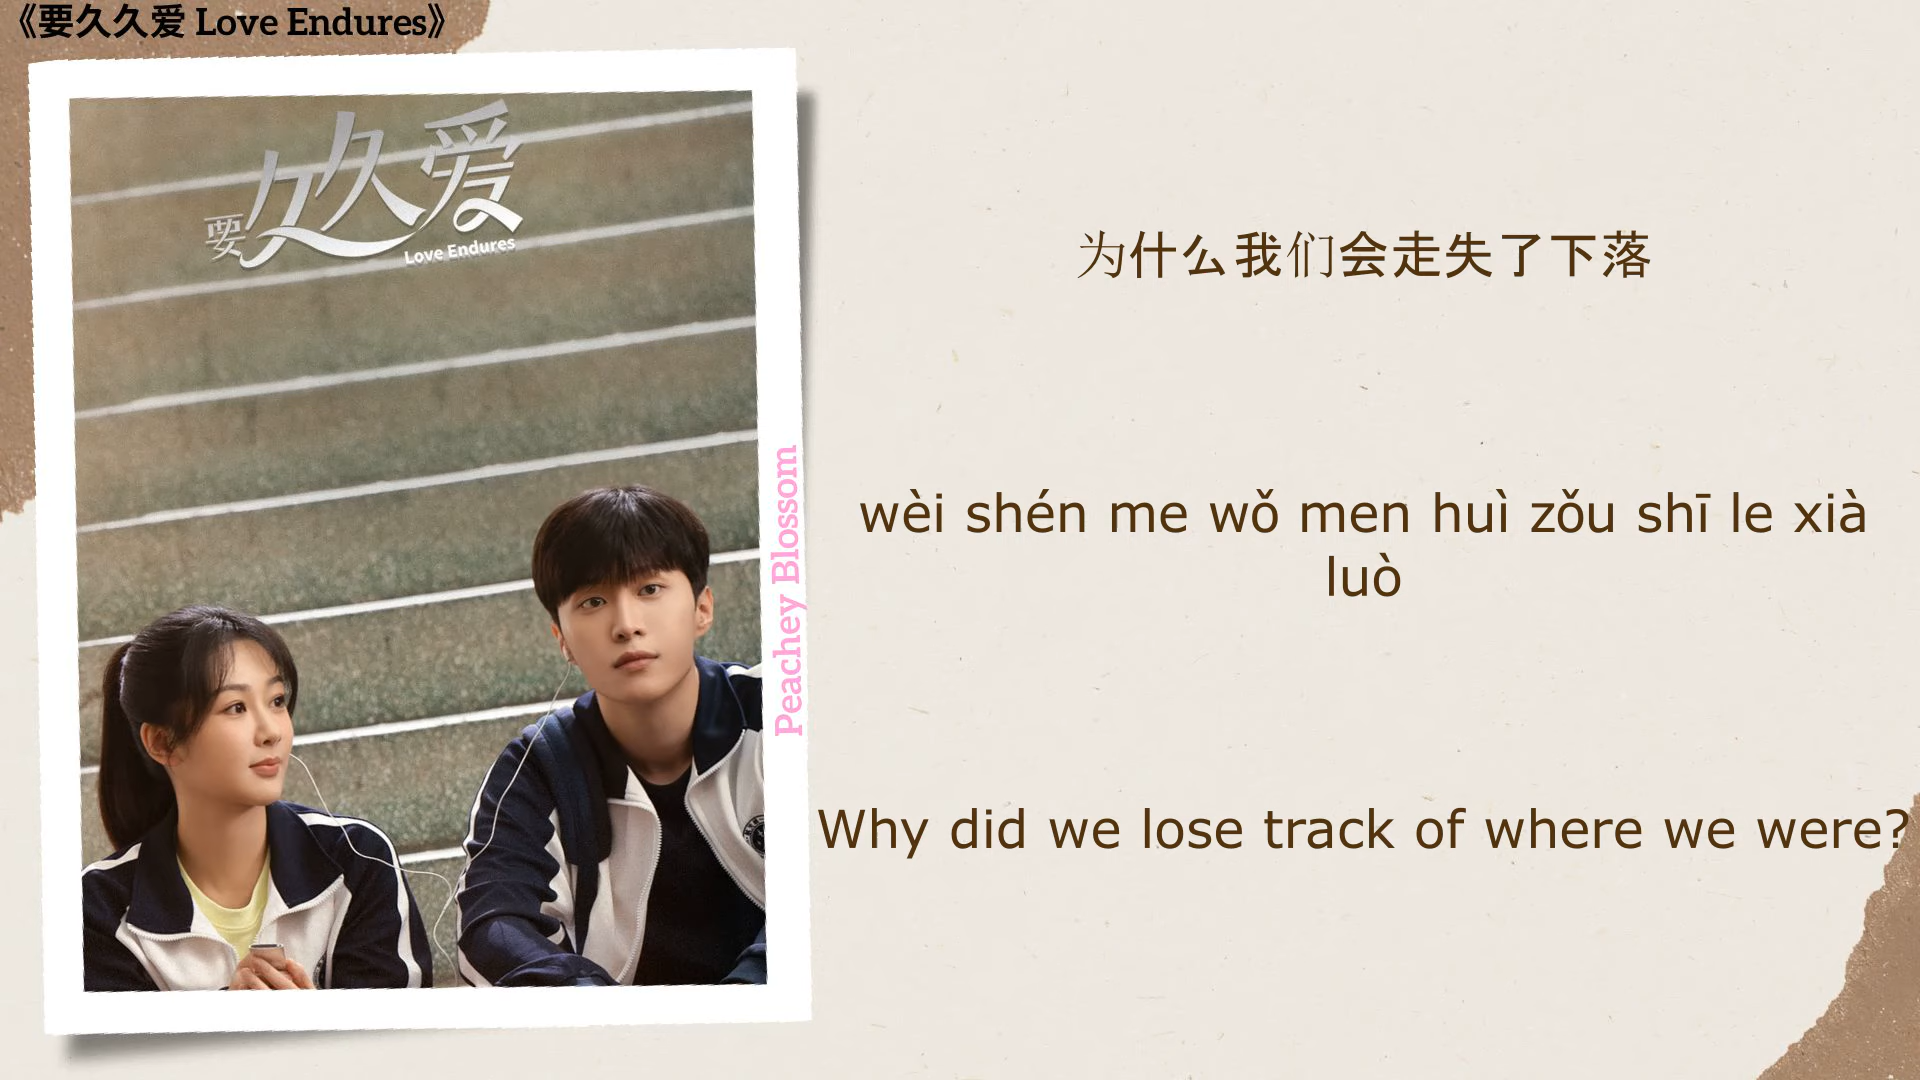 《要久久爱 Love Endures》
要久久爱
Love Endures
Peachey Blossom
为什么我们会走失了下落
wèi shén me wǒ men huì zǒu shī le xià
luò
Why did we lose track of where we were?